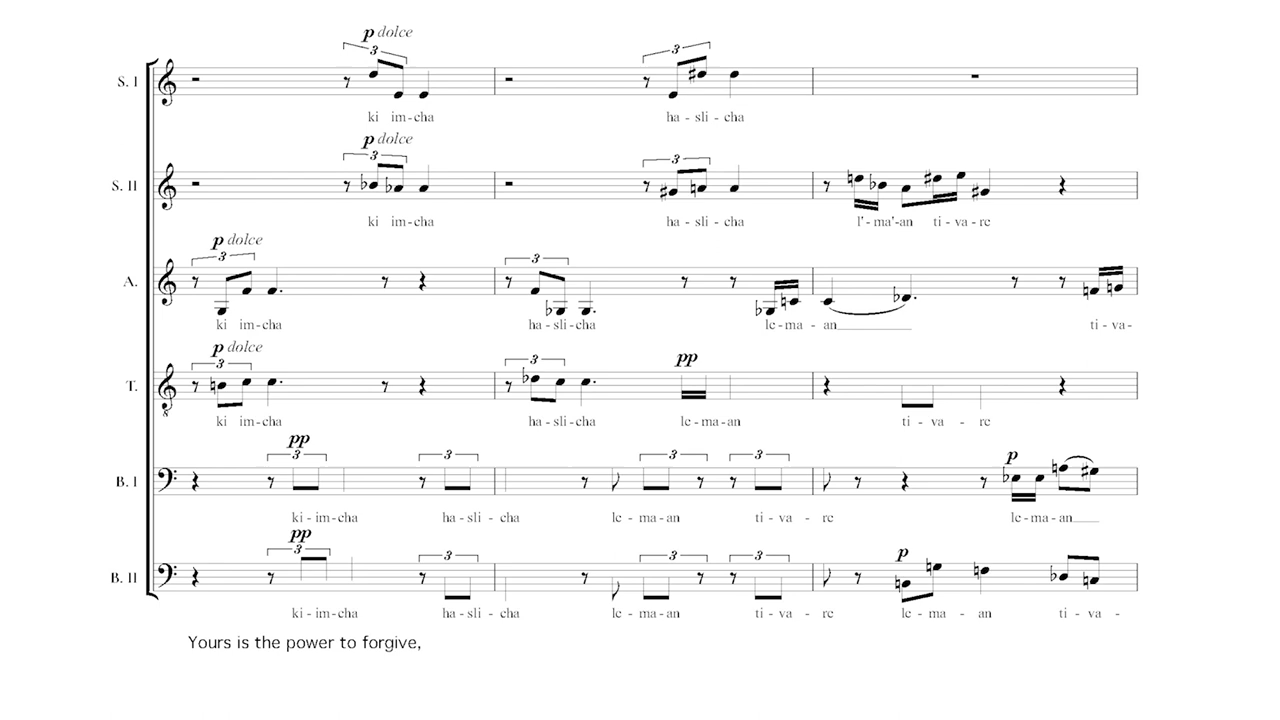 p dolce
3 3
S. I
ki im-cha ha - sli - cha
p dolce
3 3
S. II
ki im-cha ha - sli - cha l'-ma'-an ti - va - re
p dolce
3 3
A.
ki im-cha ha - sli - cha le-ma - an ti - va-
p dolce pp
3 3
T.
8
ki im-cha ha - sli - cha le - ma - an ti - va - re
pp p
3 3 3 3
B. I
ki - im - cha ha - sli - cha le - ma - an ti - va - re le - ma - an
pp p
3 3 3 3
B. II
ki - im - cha ha - sli - cha le - ma - an ti - va - re le - ma - an ti - va -
Yours is the power to forgive,